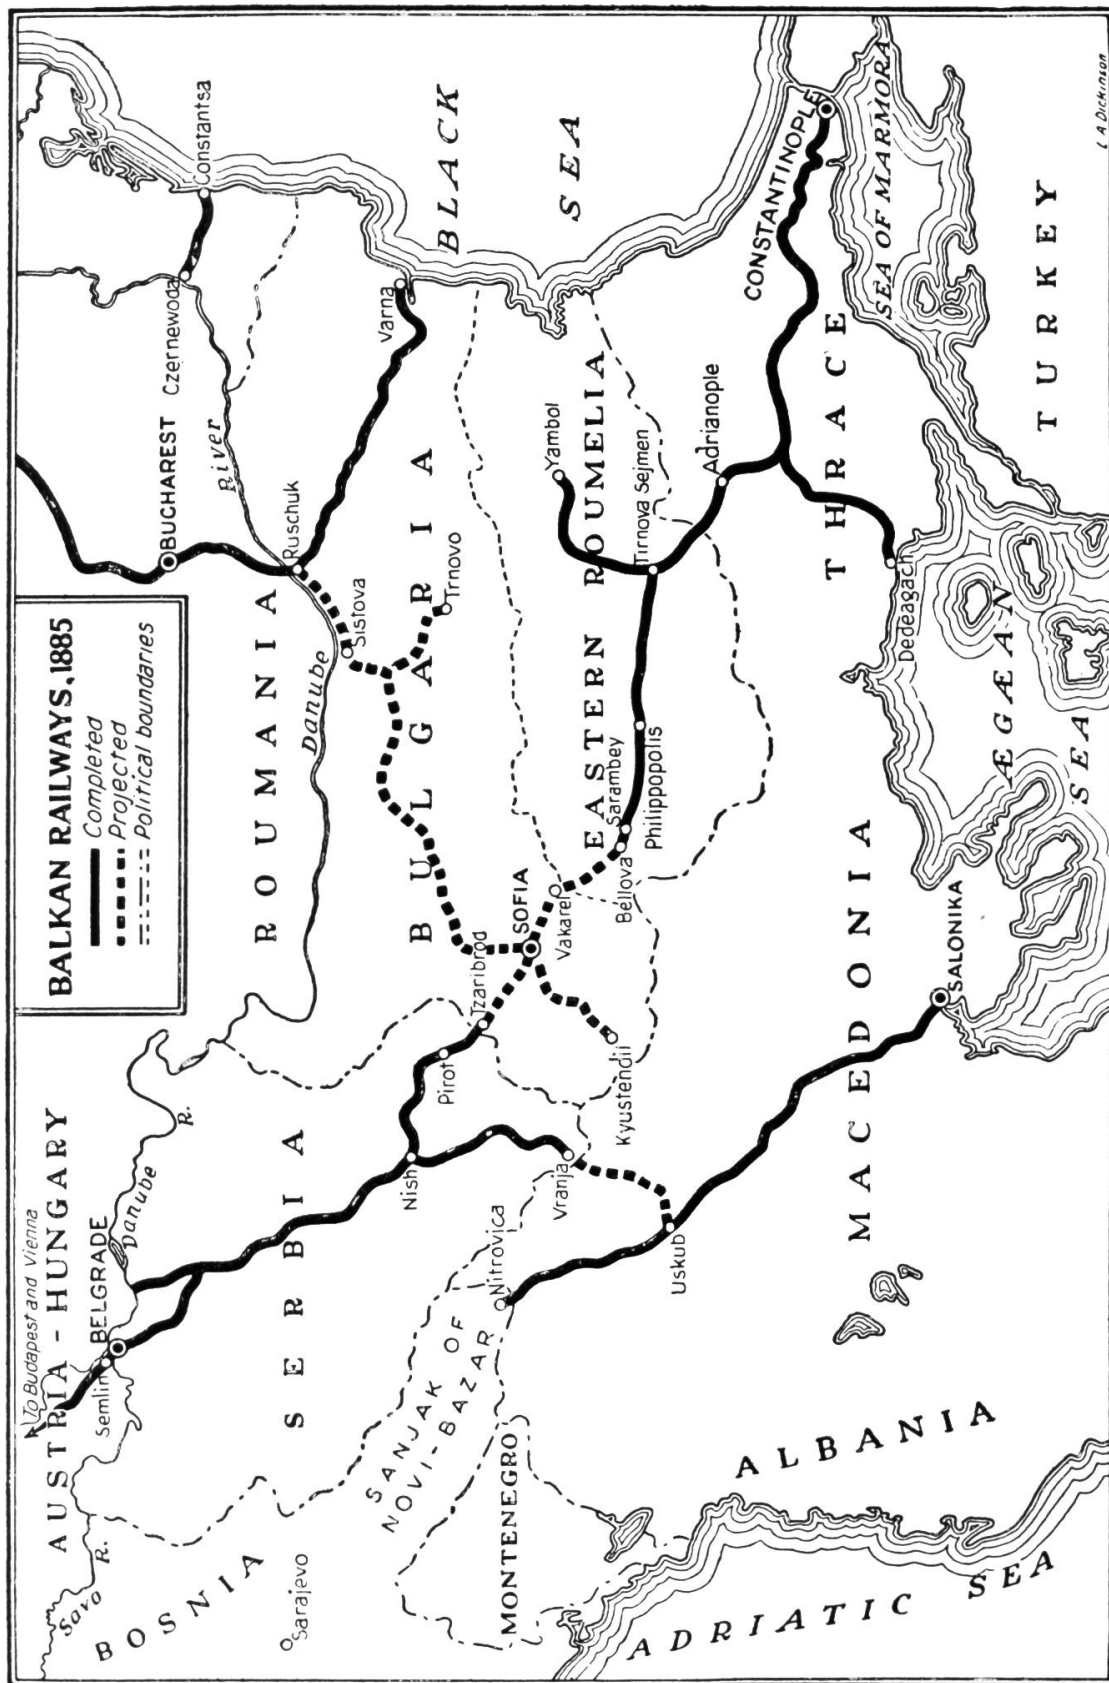 BALKAN RAILWAYS, 1885
Completed
Projected
Political boundaries
To Budapest and Vienna
AUSTRIA - HUNGARY
Savo R.
BOSNIA
Sarajevo
Semlin
BELGRADE
Danube R.
SERBIA
Nish
Pirot
Tzaribrod
Vranja
SANJAK OF
NOVI-BAZAR
Nitrovica
MONTENEGRO
ROUMANIA
BUCHAREST
Czernewoda
Constantsa
River
Danube
Ruschuk
Sistova
Trnovo
Varna
BULGARIA
SOFIA
Vakarel
Kyustendil
BLACK
SEA
EASTERN ROUMELIA
Yambol
Tirnova Sejmen
Bellova
Sarambey
Philippopolis
Adrianople
CONSTANTINOPLE
THRACE
Dedeagach
SEA OF MARMORA
TURKEY
Uskub
MACEDONIA
SALONIKA
ÆGÆAN
SEA
ALBANIA
ADRIATIC SEA
L A Dickinson